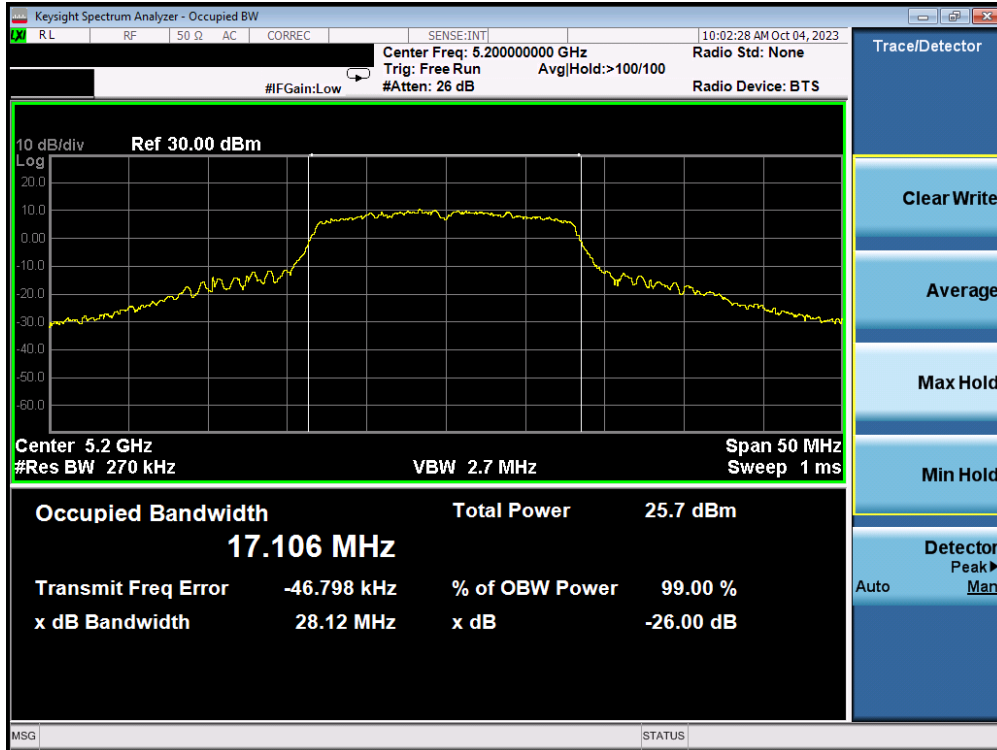 Keysight Spectrum Analyzer - Occupied BW
LXI RL RF 50 Ω AC CORREC SENSE:INT 10:02:28 AM Oct 04, 2023
Center Freq: 5.200000000 GHz Radio Std: None
Trig: Free Run Avg|Hold:>100/100
#IFGain:Low #Atten: 26 dB Radio Device: BTS
10 dB/div Ref 30.00 dBm
Log
20.0
10.0
0.00
-10.0
-20.0
-30.0
-40.0
-50.0
-60.0
Center 5.2 GHz Span 50 MHz
#Res BW 270 kHz VBW 2.7 MHz Sweep 1 ms
Occupied Bandwidth Total Power 25.7 dBm
17.106 MHz
Transmit Freq Error -46.798 kHz % of OBW Power 99.00 %
x dB Bandwidth 28.12 MHz x dB -26.00 dB
MSG STATUS
Trace/Detector
Clear Write
Average
Max Hold
Min Hold
Detector
Peak▶
Auto Man